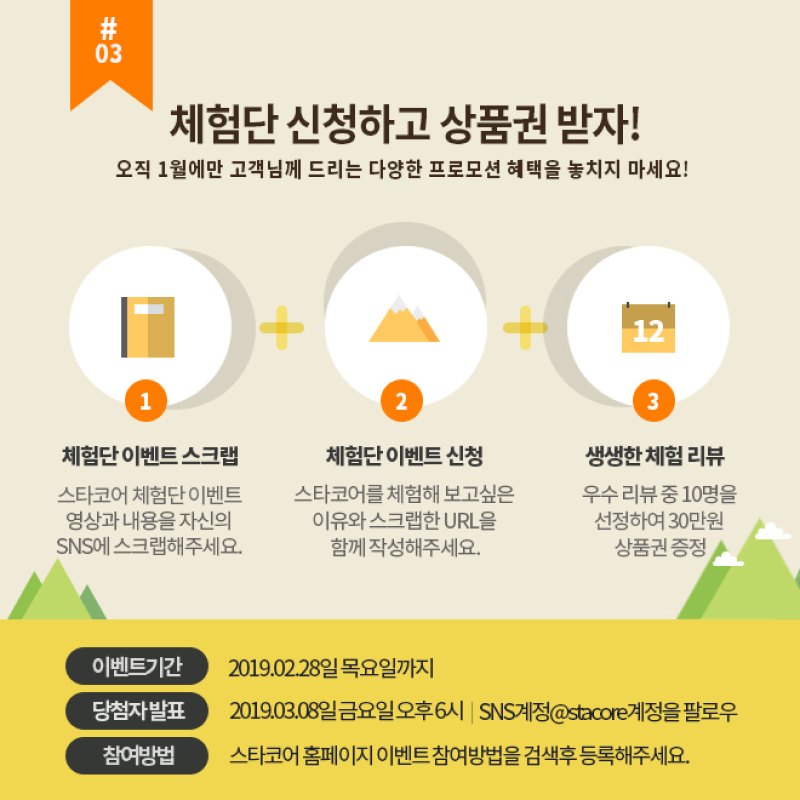 #
03
체험단 신청하고 상품권 받자!
오직 1월에만 고객님께 드리는 다양한 프로모션 혜택을 놓치지 마세요!
12
1
2
3
체험단 이벤트 스크랩
스타코어 체험단 이벤트
영상과 내용을 자신의
SNS에 스크랩해주세요.
체험단 이벤트 신청
스타코어를 체험해 보고싶은
이유와 스크랩한 URL을
함께 작성해주세요.
생생한 체험 리뷰
우수 리뷰 중 10명을
선정하여 30만원
상품권 증정
이벤트기간 2019.02.28일 목요일까지
당첨자 발표 2019.03.08일 금요일 오후 6시 | SNS계정@stacore계정을 팔로우
참여방법 스타코어 홈페이지 이벤트 참여방법을 검색후 등록해주세요.